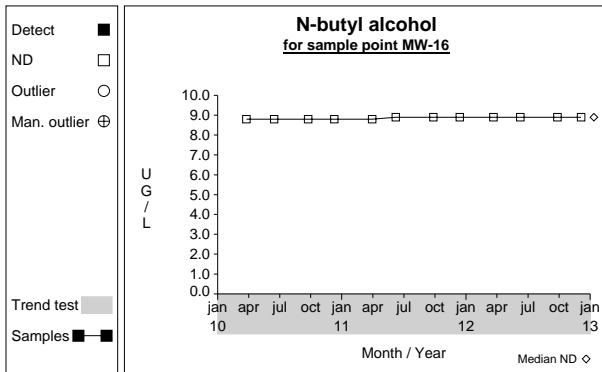 Detect
ND
Outlier
Man. outlier
Trend test
Samples
N-butyl alcohol
for sample point MW-16
U
G
/
L
10.0
9.0
8.0
7.0
6.0
5.0
4.0
3.0
2.0
1.0
0.0
jan apr jul oct jan apr jul oct jan apr jul oct jan
10 11 12 13
Month / Year
Median ND